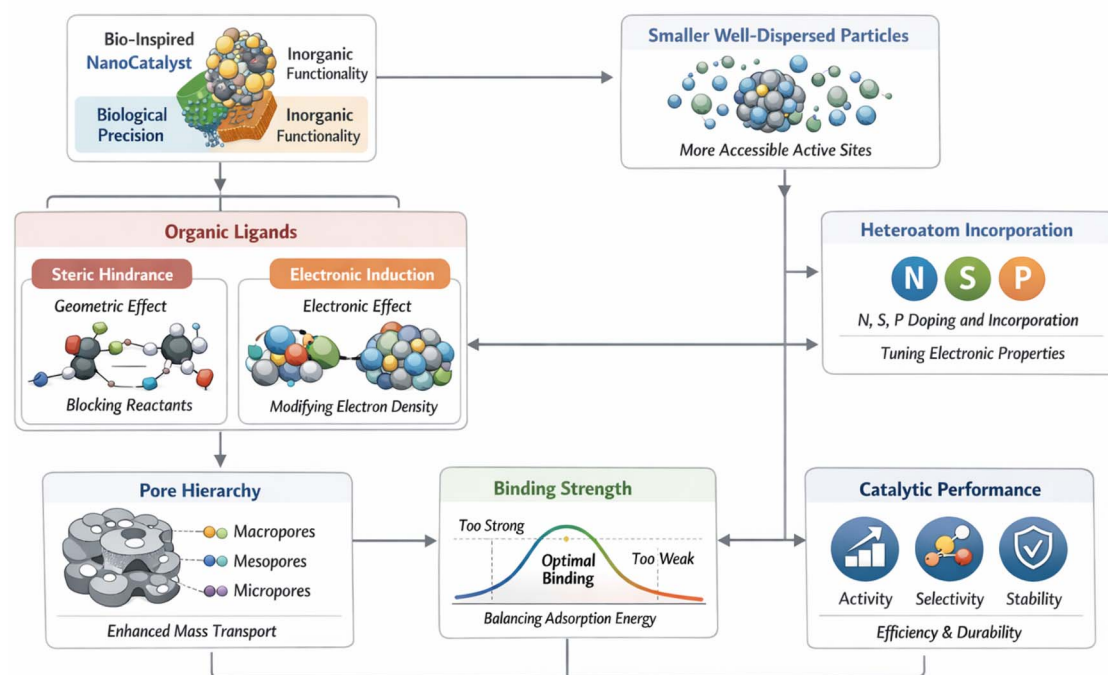 Bio-Inspired
NanoCatalyst
Inorganic
Functionality
Biological
Precision
Inorganic
Functionality
Smaller Well-Dispersed Particles
More Accessible Active Sites
Organic Ligands
Steric Hindrance
Geometric Effect
Blocking Reactants
Electronic Induction
Electronic Effect
Modifying Electron Density
Heteroatom Incorporation
N S P
N, S, P Doping and Incorporation
Tuning Electronic Properties
Pore Hierarchy
Macropores
Mesopores
Micropores
Enhanced Mass Transport
Binding Strength
Too Strong
Optimal
Binding
Too Weak
Balancing Adsorption Energy
Catalytic Performance
Activity Selectivity Stability
Efficiency & Durability